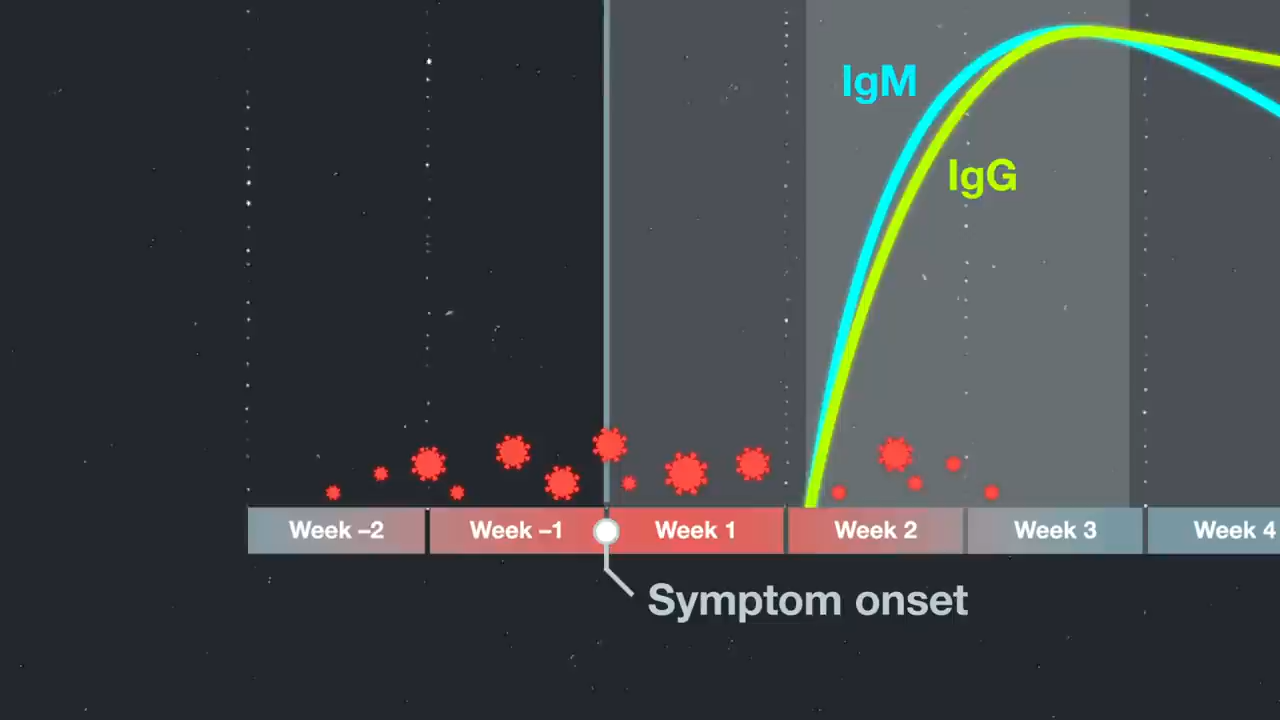 IgM
IgG
Week –2
Week –1
Week 1
Week 2
Week 3
Week 4
Symptom onset